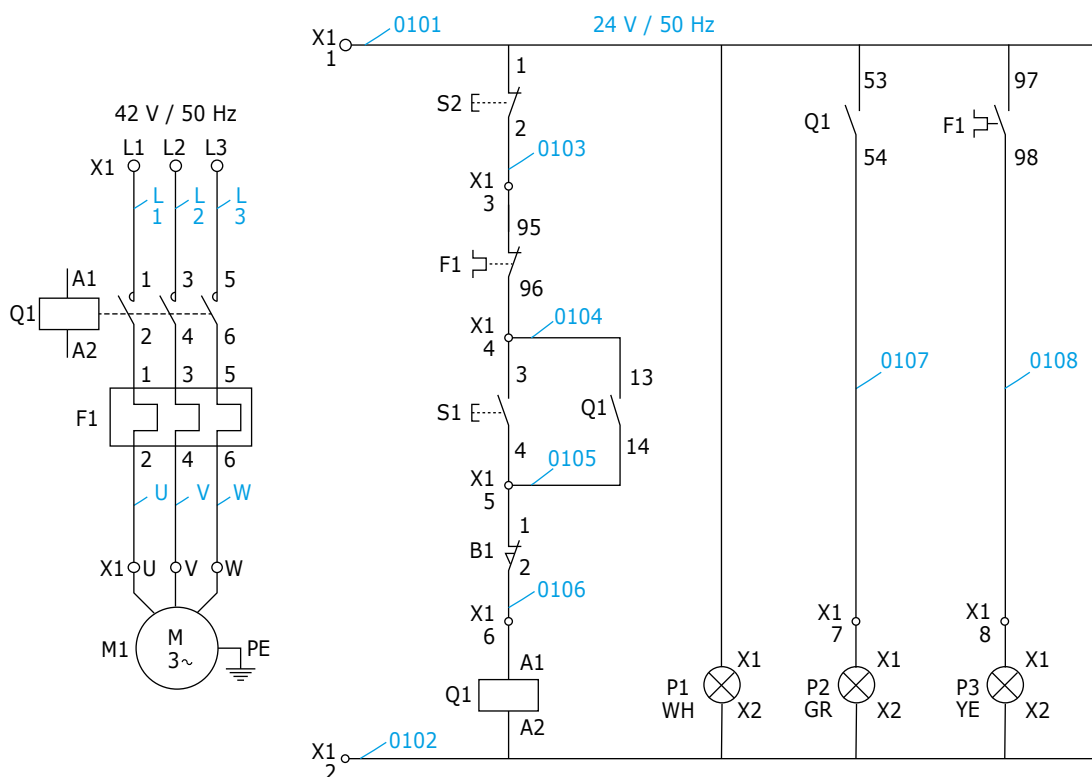 42 V / 50 Hz
L1 L2 L3
X1
L 1
L 2
L 3
A1
1 3 5
Q1
2 4 6
A2
1 3 5
F1
2 4 6
U V W
X1 U V W
M1
M
3~
PE
X1
1
0101
24 V / 50 Hz
1
S2
2
0103
X1
3
95
F1
96
0104
X1
4
3
S1
4
13
Q1
14
0105
X1
5
1
B1
2
0106
X1
6
A1
Q1
A2
X1
2
0102
X1
P1
WH
X2
53
Q1
54
0107
X1
7
X1
P2
GR
X2
97
F1
98
0108
X1
8
X1
P3
YE
X2